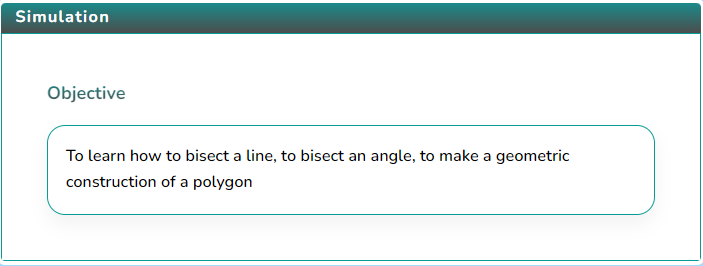 Simulation
Objective
To learn how to bisect a line, to bisect an angle, to make a geometric
construction of a polygon